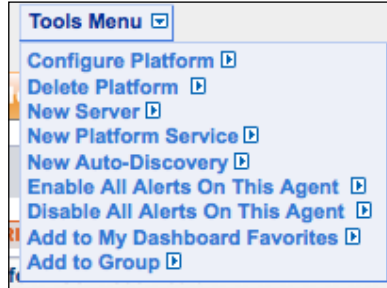 Tools Menu
Configure Platform
Delete Platform
New Server
New Platform Service
New Auto-Discovery
Enable All Alerts On This Agent
Disable All Alerts On This Agent
Add to My Dashboard Favorites
Add to Group